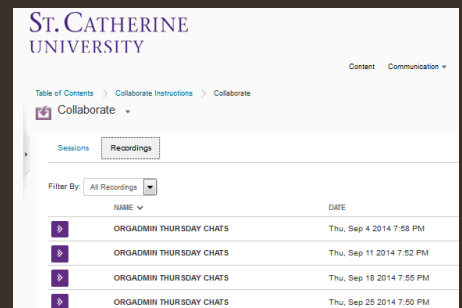 ST. CATHERINE
UNIVERSITY
Content Communication
Table of Contents > Collaborate Instructions > Collaborate
Collaborate
Sessions Recordings
Filter By: All Recordings
NAME DATE
ORGADMIN THURSDAY CHATS Thu, Sep 4 2014 7:58 PM
ORGADMIN THURSDAY CHATS Thu, Sep 11 2014 7:52 PM
ORGADMIN THURSDAY CHATS Thu, Sep 18 2014 7:55 PM
ORGADMIN THURSDAY CHATS Thu, Sep 25 2014 7:50 PM